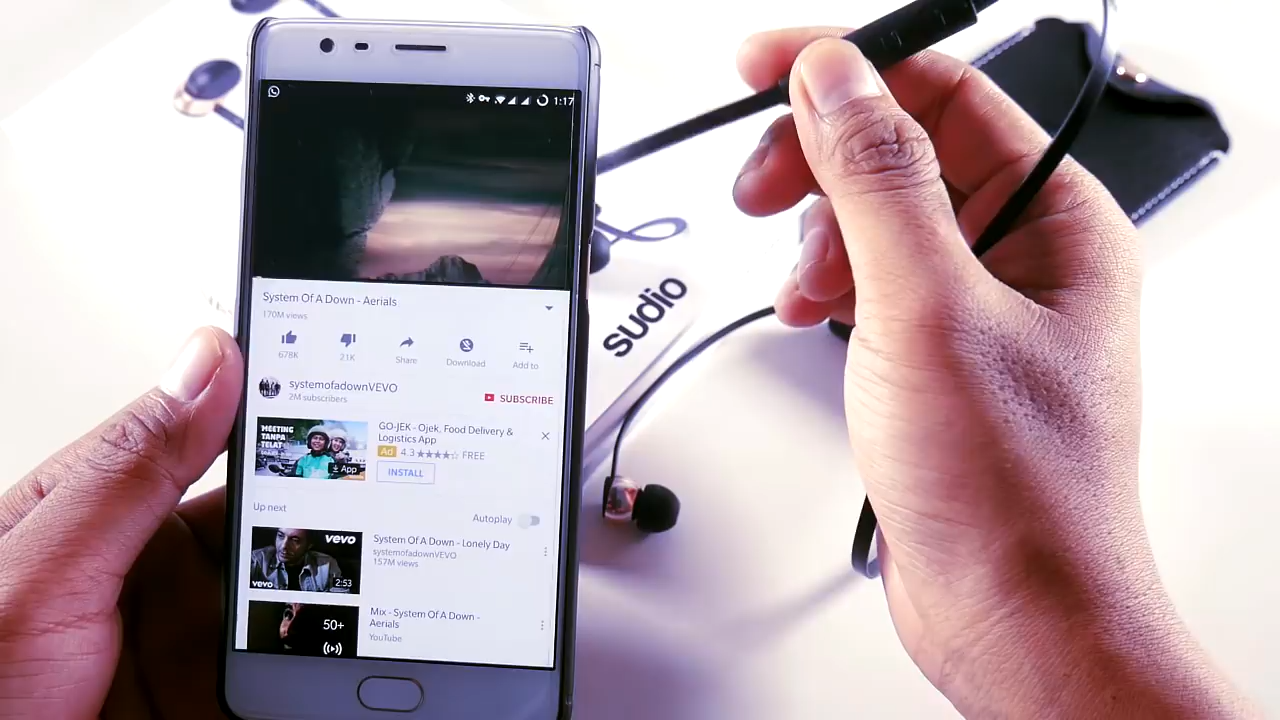 1:17
System Of A Down - Aerials
170M views
678K
21K
Share
Download
Add to
systemofadownVEVO
2M subscribers
SUBSCRIBE
MEETING
TANPA
TELAT
App
GO-JEK - Ojek, Food Delivery &
Logistics App
Ad 4.3 FREE
INSTALL
Up next
Autoplay
vevo
vevo
2:53
System Of A Down - Lonely Day
systemofadownVEVO
157M views
50+
Mix - System Of A Down -
Aerials
YouTube
sudio